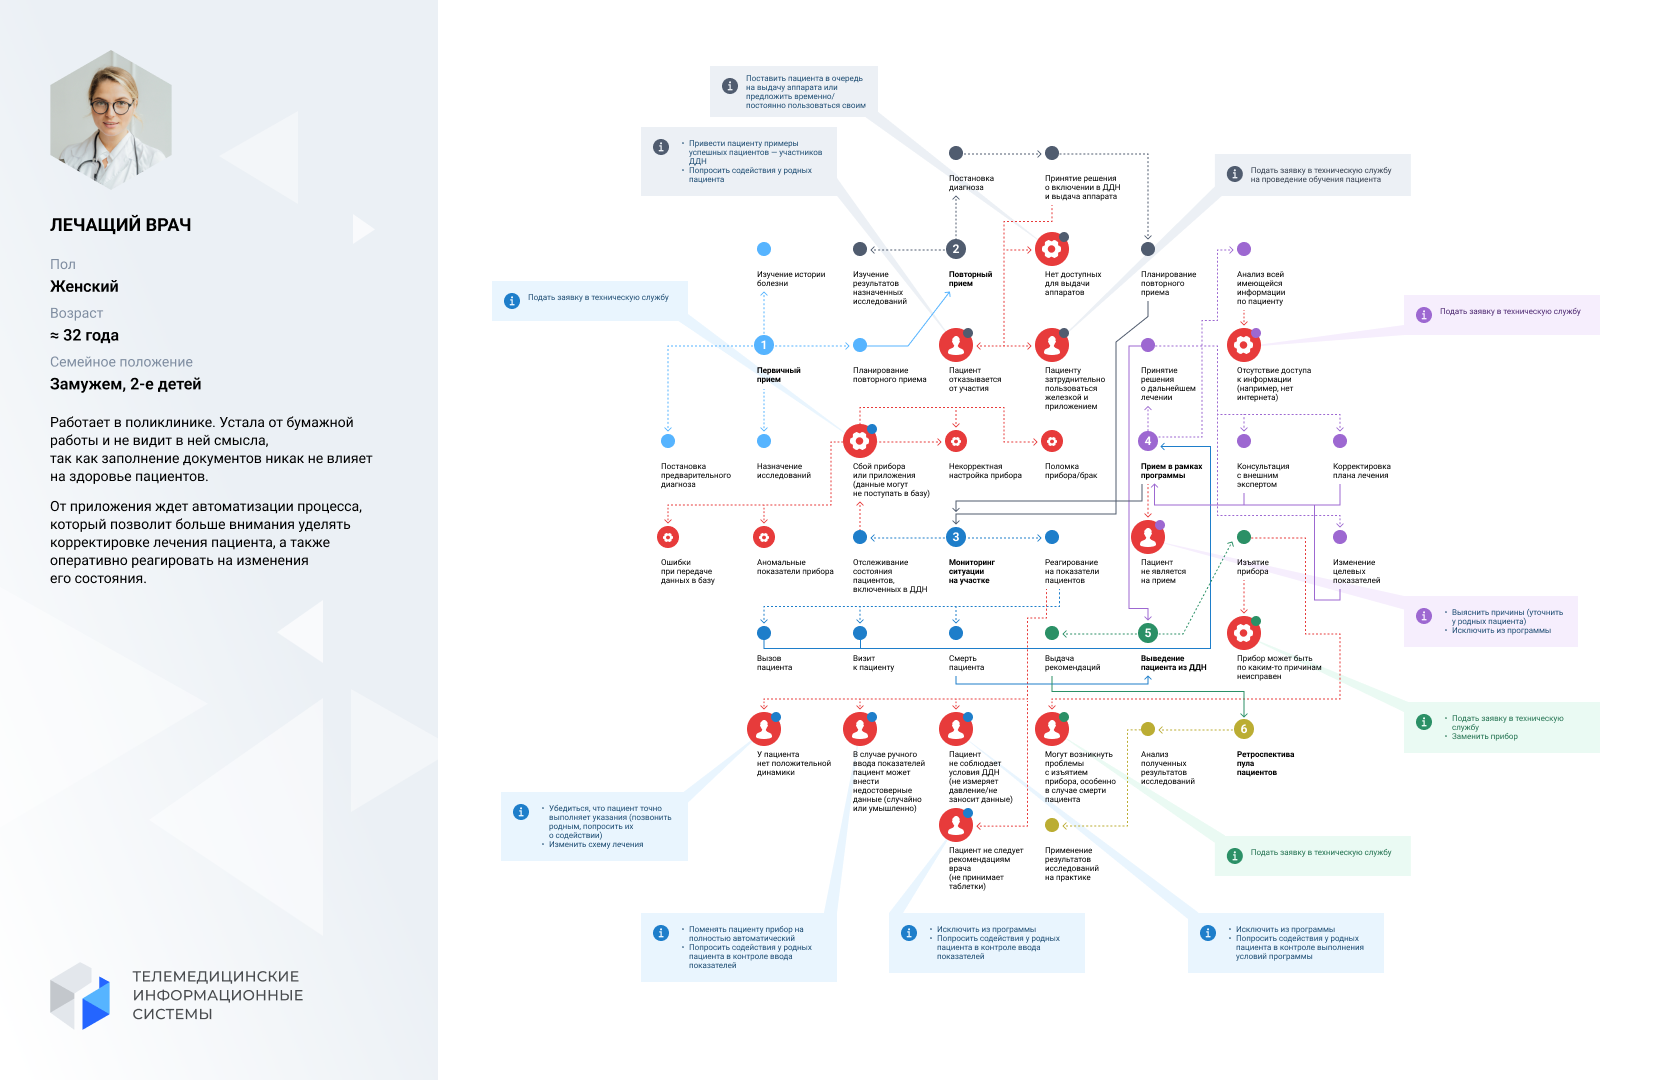 ЛЕЧАЩИЙ ВРАЧ
Пол
Женский
Возраст
≈ 32 года
Семейное положение
Замужем, 2-е детей
Работает в поликлинике. Устала от бумажной
работы и не видит в ней смысла,
так как заполнение документов никак не влияет
на здоровье пациентов.
От приложения ждет автоматизации процесса,
который позволит больше внимания уделять
корректировке лечения пациента, а также
оперативно реагировать на изменения
его состояния.
ТЕЛЕМЕДИЦИНСКИЕ
ИНФОРМАЦИОННЫЕ
СИСТЕМЫ
Поставить пациента в очередь
на выдачу аппарата или
предложить временно/
постоянно пользоваться своим
• Привести пациенту примеры
успешных пациентов — участников
ДДН
• Попросить содействия у родных
пациента
Подать заявку в техническую службу
на проведение обучения пациента
Постановка
диагноза
Принятие решения
о включении в ДДН
и выдача аппарата
Изучение истории
болезни
Изучение
результатов
назначенных
исследований
2
Повторный
прием
Нет доступных
для выдачи
аппаратов
Планирование
повторного
приема
Анализ всей
имеющейся
информации
по пациенту
Подать заявку в техническую службу
Подать заявку в техническую службу
1
Первичный
прием
Планирование
повторного приема
Пациент
отказывается
от участия
Пациенту
затруднительно
пользоваться
железкой и
приложением
Принятие
решения
о дальнейшем
лечении
Отсутствие доступа
к информации
(например, нет
интернета)
Постановка
предварительного
диагноза
Назначение
исследований
Сбой прибора
или приложения
(данные могут
не поступать в базу)
Некорректная
настройка прибора
Поломка
прибора/брак
4
Прием в рамках
программы
Консультация
с внешним
экспертом
Корректировка
плана лечения
Ошибки
при передаче
данных в базу
Аномальные
показатели прибора
Отслеживание
состояния
пациентов,
включенных в ДДН
3
Мониторинг
ситуации
на участке
Реагирование
на показатели
пациентов
Пациент
не является
на прием
Изъятие
прибора
Изменение
целевых
показателей
• Выяснить причины (уточнить
у родных пациента)
• Исключить из программы
Вызов
пациента
Визит
к пациенту
Смерть
пациента
Выдача
рекомендаций
5
Выведение
пациента из ДДН
Прибор может быть
по каким-то причинам
неисправен
• Подать заявку в техническую
службу
• Заменить прибор
У пациента
нет положительной
динамики
В случае ручного
ввода показателей
пациент может
внести
недостоверные
данные (случайно
или умышленно)
Пациент
не соблюдает
условия ДДН
(не измеряет
давление/не
заносит данные)
Могут возникнуть
проблемы
с изъятием
прибора, особенно
в случае смерти
пациента
Анализ
полученных
результатов
исследований
6
Ретроспектива
пула
пациентов
• Убедиться, что пациент точно
выполняет указания (позвонить
родным, попросить их
о содействии)
• Изменить схему лечения
Пациент не следует
рекомендациям
врача
(не принимает
таблетки)
Применение
результатов
исследований
на практике
Подать заявку в техническую службу
• Поменять пациенту прибор на
полностью автоматический
• Попросить содействия у родных
пациента в контроле ввода
показателей
• Исключить из программы
• Попросить содействия у родных
пациента в контроле ввода
показателей
• Исключить из программы
• Попросить содействия у родных
пациента в контроле выполнения
условий программы